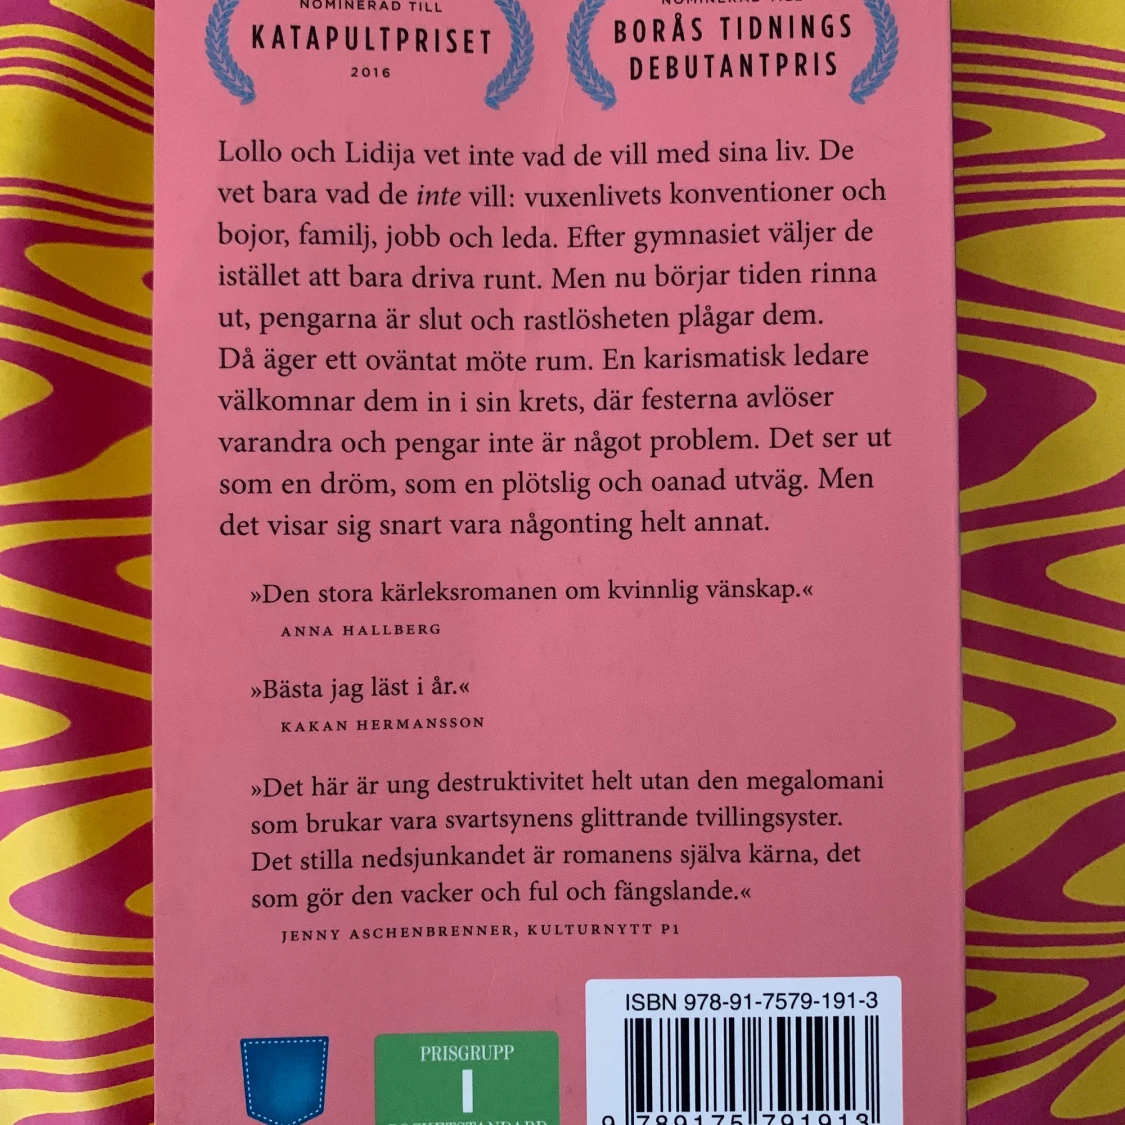 NOMINERAD TILL
KATAPULTPRISET
2016
BORÅS TIDNINGS
DEBUTANTPRIS
Lollo och Lidija vet inte vad de vill med sina liv. De
vet bara vad de inte vill: vuxenlivets konventioner och
bojor, familj, jobb och leda. Efter gymnasiet väljer de
istället att bara driva runt. Men nu börjar tiden rinna
ut, pengarna är slut och rastlösheten plågar dem.
Då äger ett oväntat möte rum. En karismatisk ledare
välkomnar dem in i sin krets, där festerna avlöser
varandra och pengar inte är något problem. Det ser ut
som en dröm, som en plötslig och oanad utväg. Men
det visar sig snart vara någonting helt annat.
»Den stora kärleksromanen om kvinnlig vänskap.«
ANNA HALLBERG
»Bästa jag läst i år.«
KAKAN HERMANSSON
»Det här är ung destruktivitet helt utan den megalomani
som brukar vara svartsynens glittrande tvillingsyster.
Det stilla nedsjunkandet är romanens själva kärna, det
som gör den vacker och ful och fängslande.«
JENNY ASCHENBRENNER, KULTURNYTT P1
ISBN 978-91-7579-191-3
PRISGRUPP
I
9 789175 791913